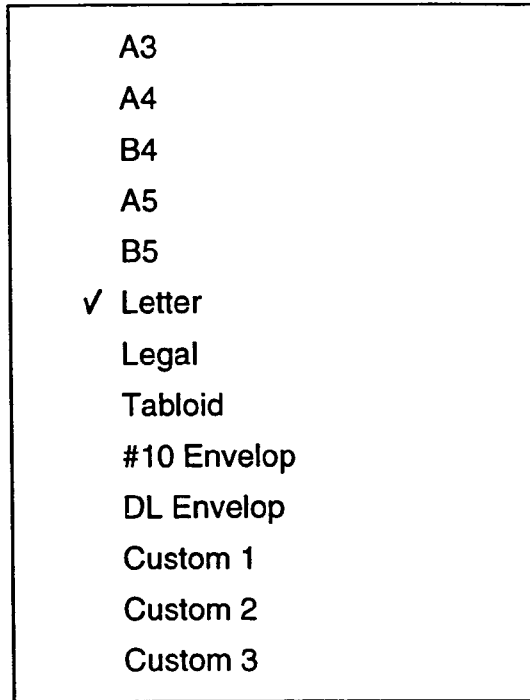 A3
A4
B4
A5
B5
√ Letter
Legal
Tabloid
#10 Envelop
DL Envelop
Custom 1
Custom 2
Custom 3